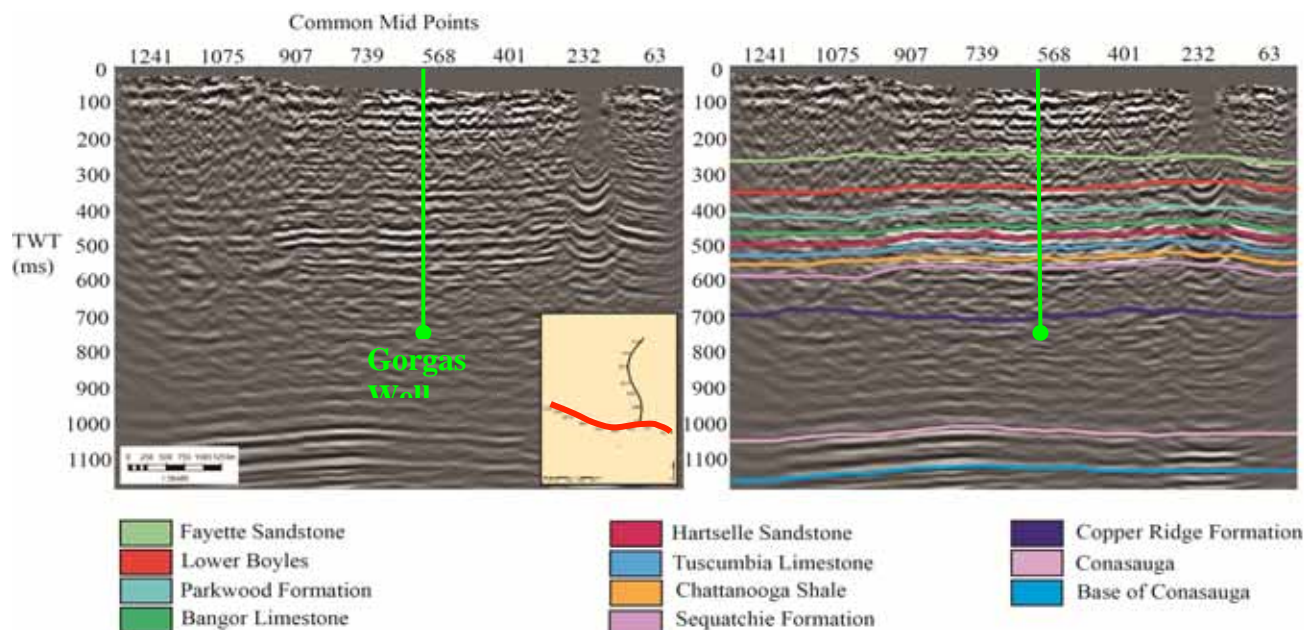 Common Mid Points
1241 1075 907 739 568 401 232 63
1241 1075 907 739 568 401 232 63
0
100
200
300
400
500
600
700
800
900
1000
1100
TWT
(ms)
0
100
200
300
400
500
600
700
800
900
1000
1100
Gorgas
Well
Fayette Sandstone
Lower Boyles
Parkwood Formation
Bangor Limestone
Hartselle Sandstone
Tuscumbia Limestone
Chattanooga Shale
Sequatchie Formation
Copper Ridge Formation
Conasauga
Base of Conasauga